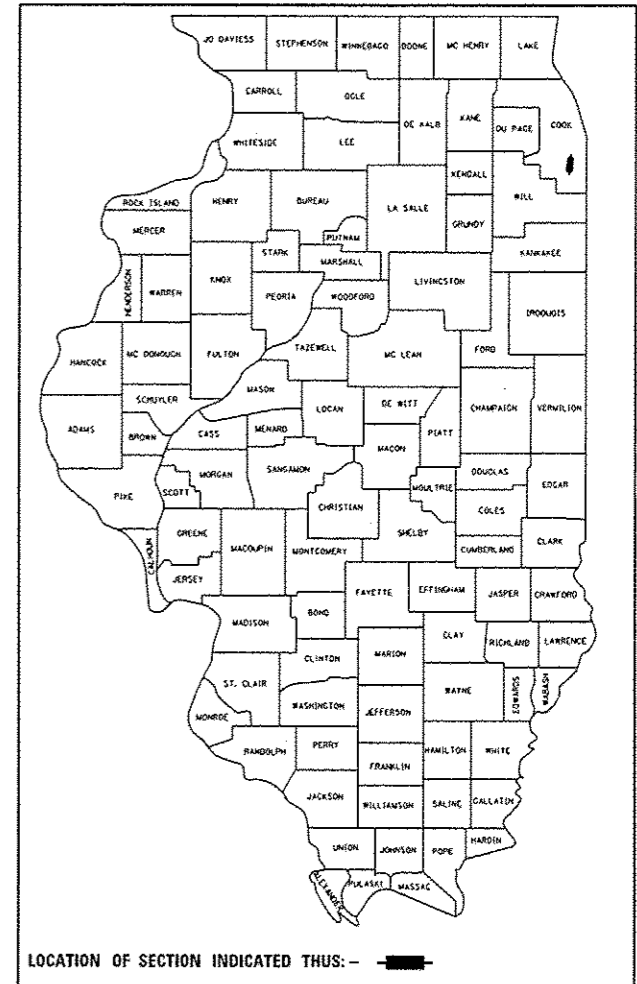 JO DAVIESS STEPHENSON WINNEBAGO BOONE MC HENRY LAKE
CARROLL OGLE DE KALB KANE DU PAGE COOK
WHITESIDE LEE
KENDALL WILL
ROCK ISLAND HENRY BUREAU LA SALLE GRUNDY
MERCER STARK PUTNAM MARSHALL KANKAKEE
HENDERSON WARREN KNOX PEORIA WOODFORD LIVINGSTON IROQUOIS
HANCOCK MC DONOUGH FULTON TAZEWELL MC LEAN FORD
SCHUYLER MASON
ADAMS BROWN CASS MENARD LOGAN DE WITT PIATT CHAMPAIGN VERMILION
MORGAN SANGAMON MACON
PIKE SCOTT CHRISTIAN MOULTRIE DOUGLAS EDGAR
COLES
CALHOUN GREENE MACOUPIN MONTGOMERY SHELBY CUMBERLAND CLARK
JERSEY FAYETTE EFFINGHAM JASPER CRAWFORD
MADISON BOND
CLAY RICHLAND LAWRENCE
ST. CLAIR CLINTON MARION
MONROE WASHINGTON JEFFERSON WAYNE EDWARDS WABASH
RANDOLPH PERRY HAMILTON WHITE
FRANKLIN
JACKSON WILLIAMSON SALINE GALLATIN
UNION JOHNSON POPE HARDIN
ALEXANDER PULASKI MASSAC
LOCATION OF SECTION INDICATED THUS: -